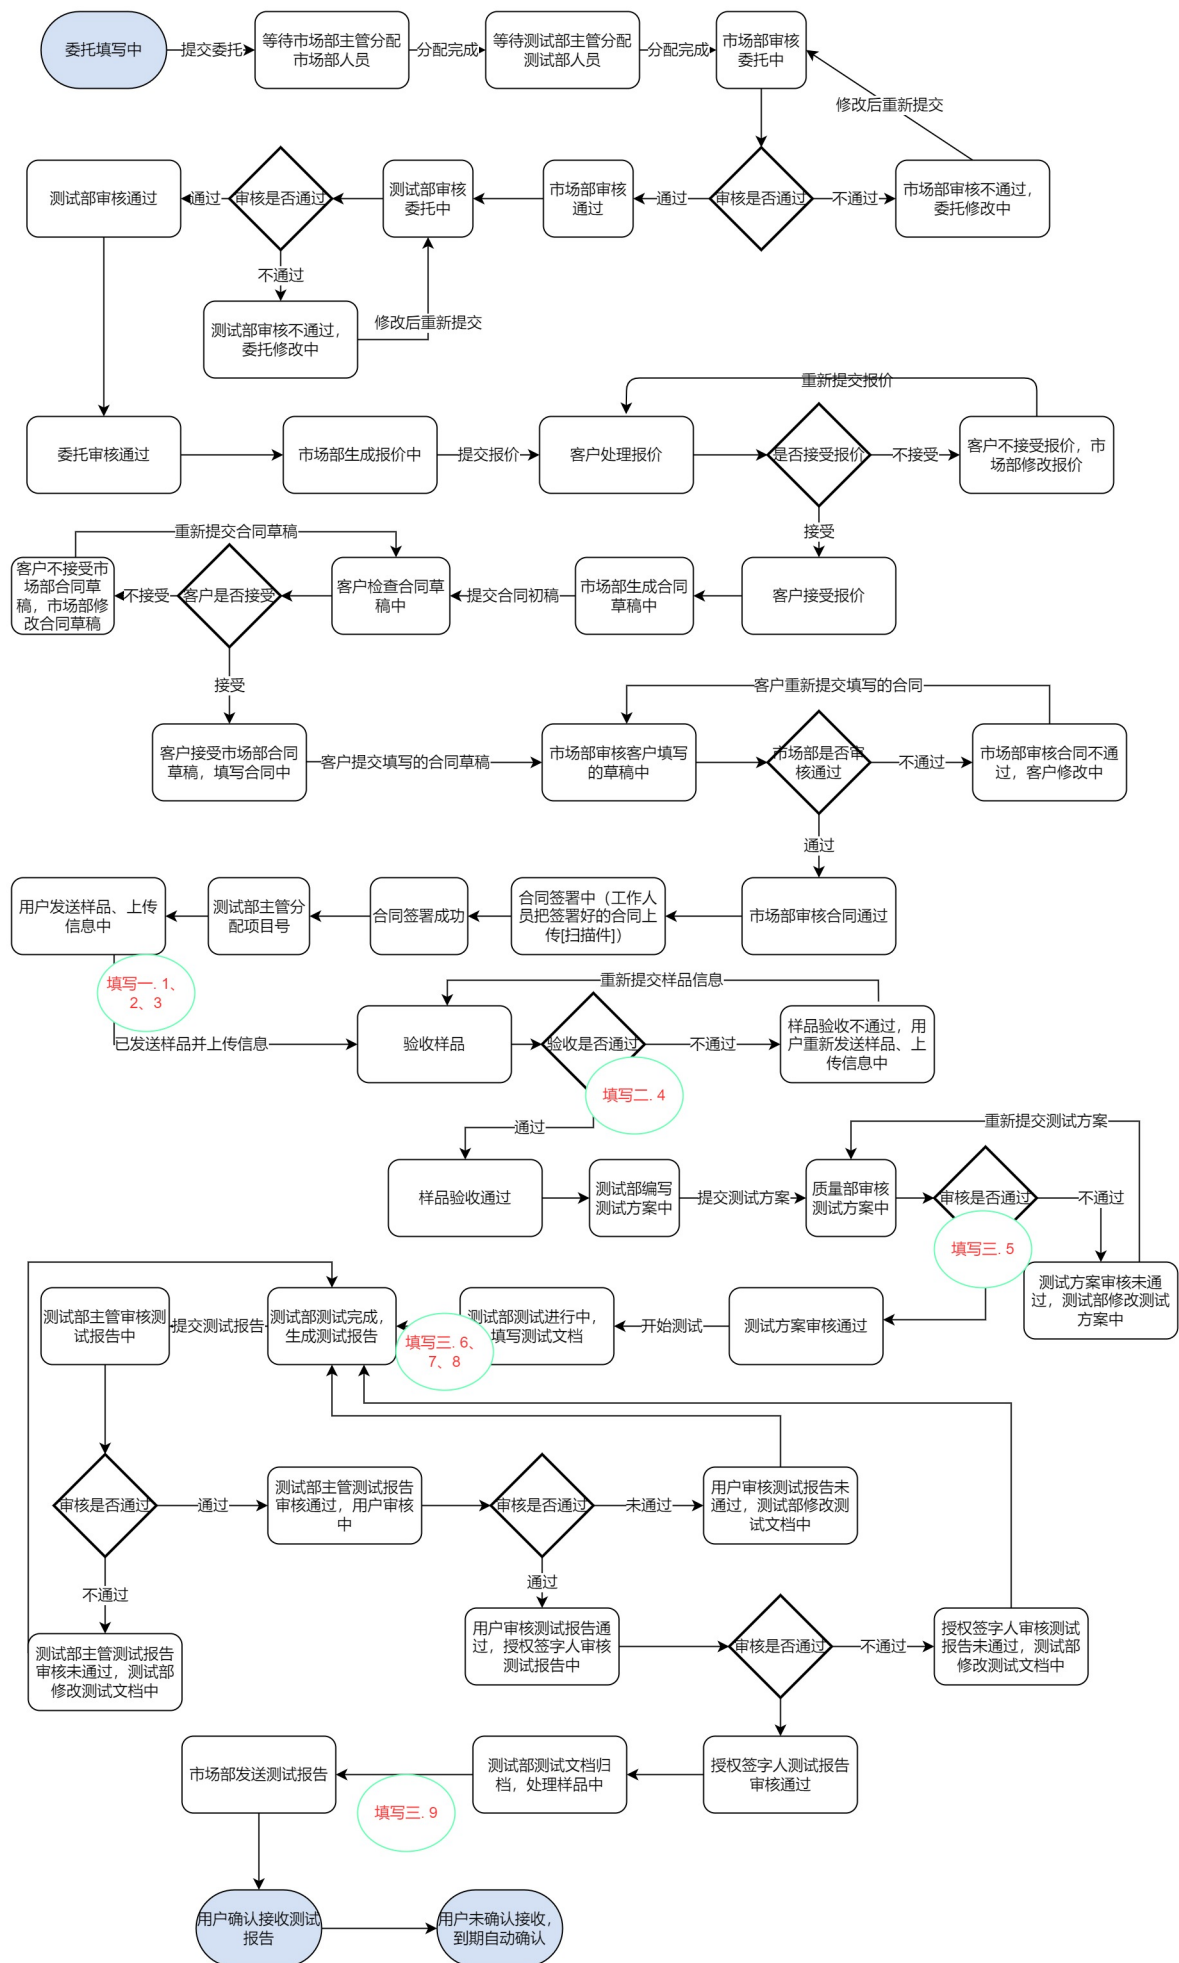 委托填写中
提交委托
等待市场部主管分配
市场部人员
分配完成
等待测试部主管分配
测试部人员
分配完成
市场部审核
委托中
修改后重新提交
测试部审核通过
通过
审核是否通过
测试部审核
委托中
市场部审核
通过
通过
审核是否通过
不通过
市场部审核不通过，
委托修改中
不通过
测试部审核不通过，
委托修改中
修改后重新提交
重新提交报价
委托审核通过
市场部生成报价中
提交报价
客户处理报价
是否接受报价
不接受
客户不接受报价，市
场部修改报价
接受
重新提交合同草稿
客户不接受市
场部合同草
稿，市场部修
改合同草稿
不接受
客户是否接受
客户检查合同草
稿中
提交合同初稿
市场部生成合同
草稿中
客户接受报价
接受
客户重新提交填写的合同
客户接受市场部合同
草稿，填写合同中
客户提交填写的合同草稿
市场部审核客户填写
的草稿中
市场部是否审
核通过
不通过
市场部审核合同不通
过，客户修改中
通过
用户发送样品、上传
信息中
测试部主管分
配项目号
合同签署成功
合同签署中（工作人
员把签署好的合同上
传[扫描件]）
市场部审核合同通过
填写一. 1、
2、3
重新提交样品信息
已发送样品并上传信息
验收样品
验收是否通过
不通过
样品验收不通过，用
户重新发送样品、上
传信息中
填写二. 4
通过
重新提交测试方案
样品验收通过
测试部编写
测试方案中
提交测试方案
质量部审核
测试方案中
审核是否通过
不通过
填写三. 5
测试部主管审核测
试报告中
提交测试报告
测试部测试完成，
生成测试报告
测试部测试进行中，
填写测试文档
填写三. 6、
7、8
开始测试
测试方案审核通过
测试方案审核未通
过，测试部修改测试
方案中
审核是否通过
通过
测试部主管测试报告
审核通过，用户审核
中
审核是否通过
未通过
用户审核测试报告未
通过，测试部修改测
试文档中
不通过
通过
测试部主管测试报告
审核未通过，测试部
修改测试文档中
用户审核测试报告通
过，授权签字人审核
测试报告中
审核是否通过
不通过
授权签字人审核测试
报告未通过，测试部
修改测试文档中
市场部发送测试报告
填写三. 9
测试部测试文档归
档，处理样品中
授权签字人测试报告
审核通过
用户确认接收测试
报告
用户未确认接收，
到期自动确认